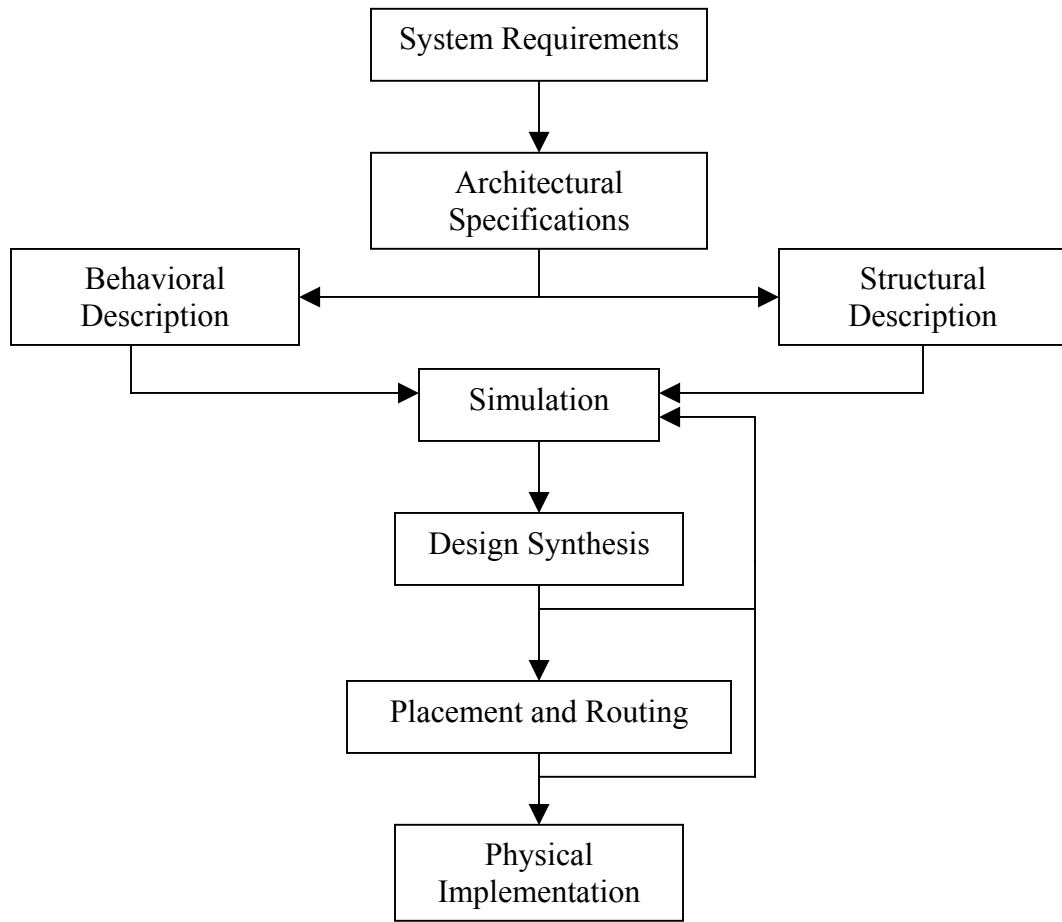 System Requirements
Architectural
Specifications
Behavioral
Description
Structural
Description
Simulation
Design Synthesis
Placement and Routing
Physical
Implementation